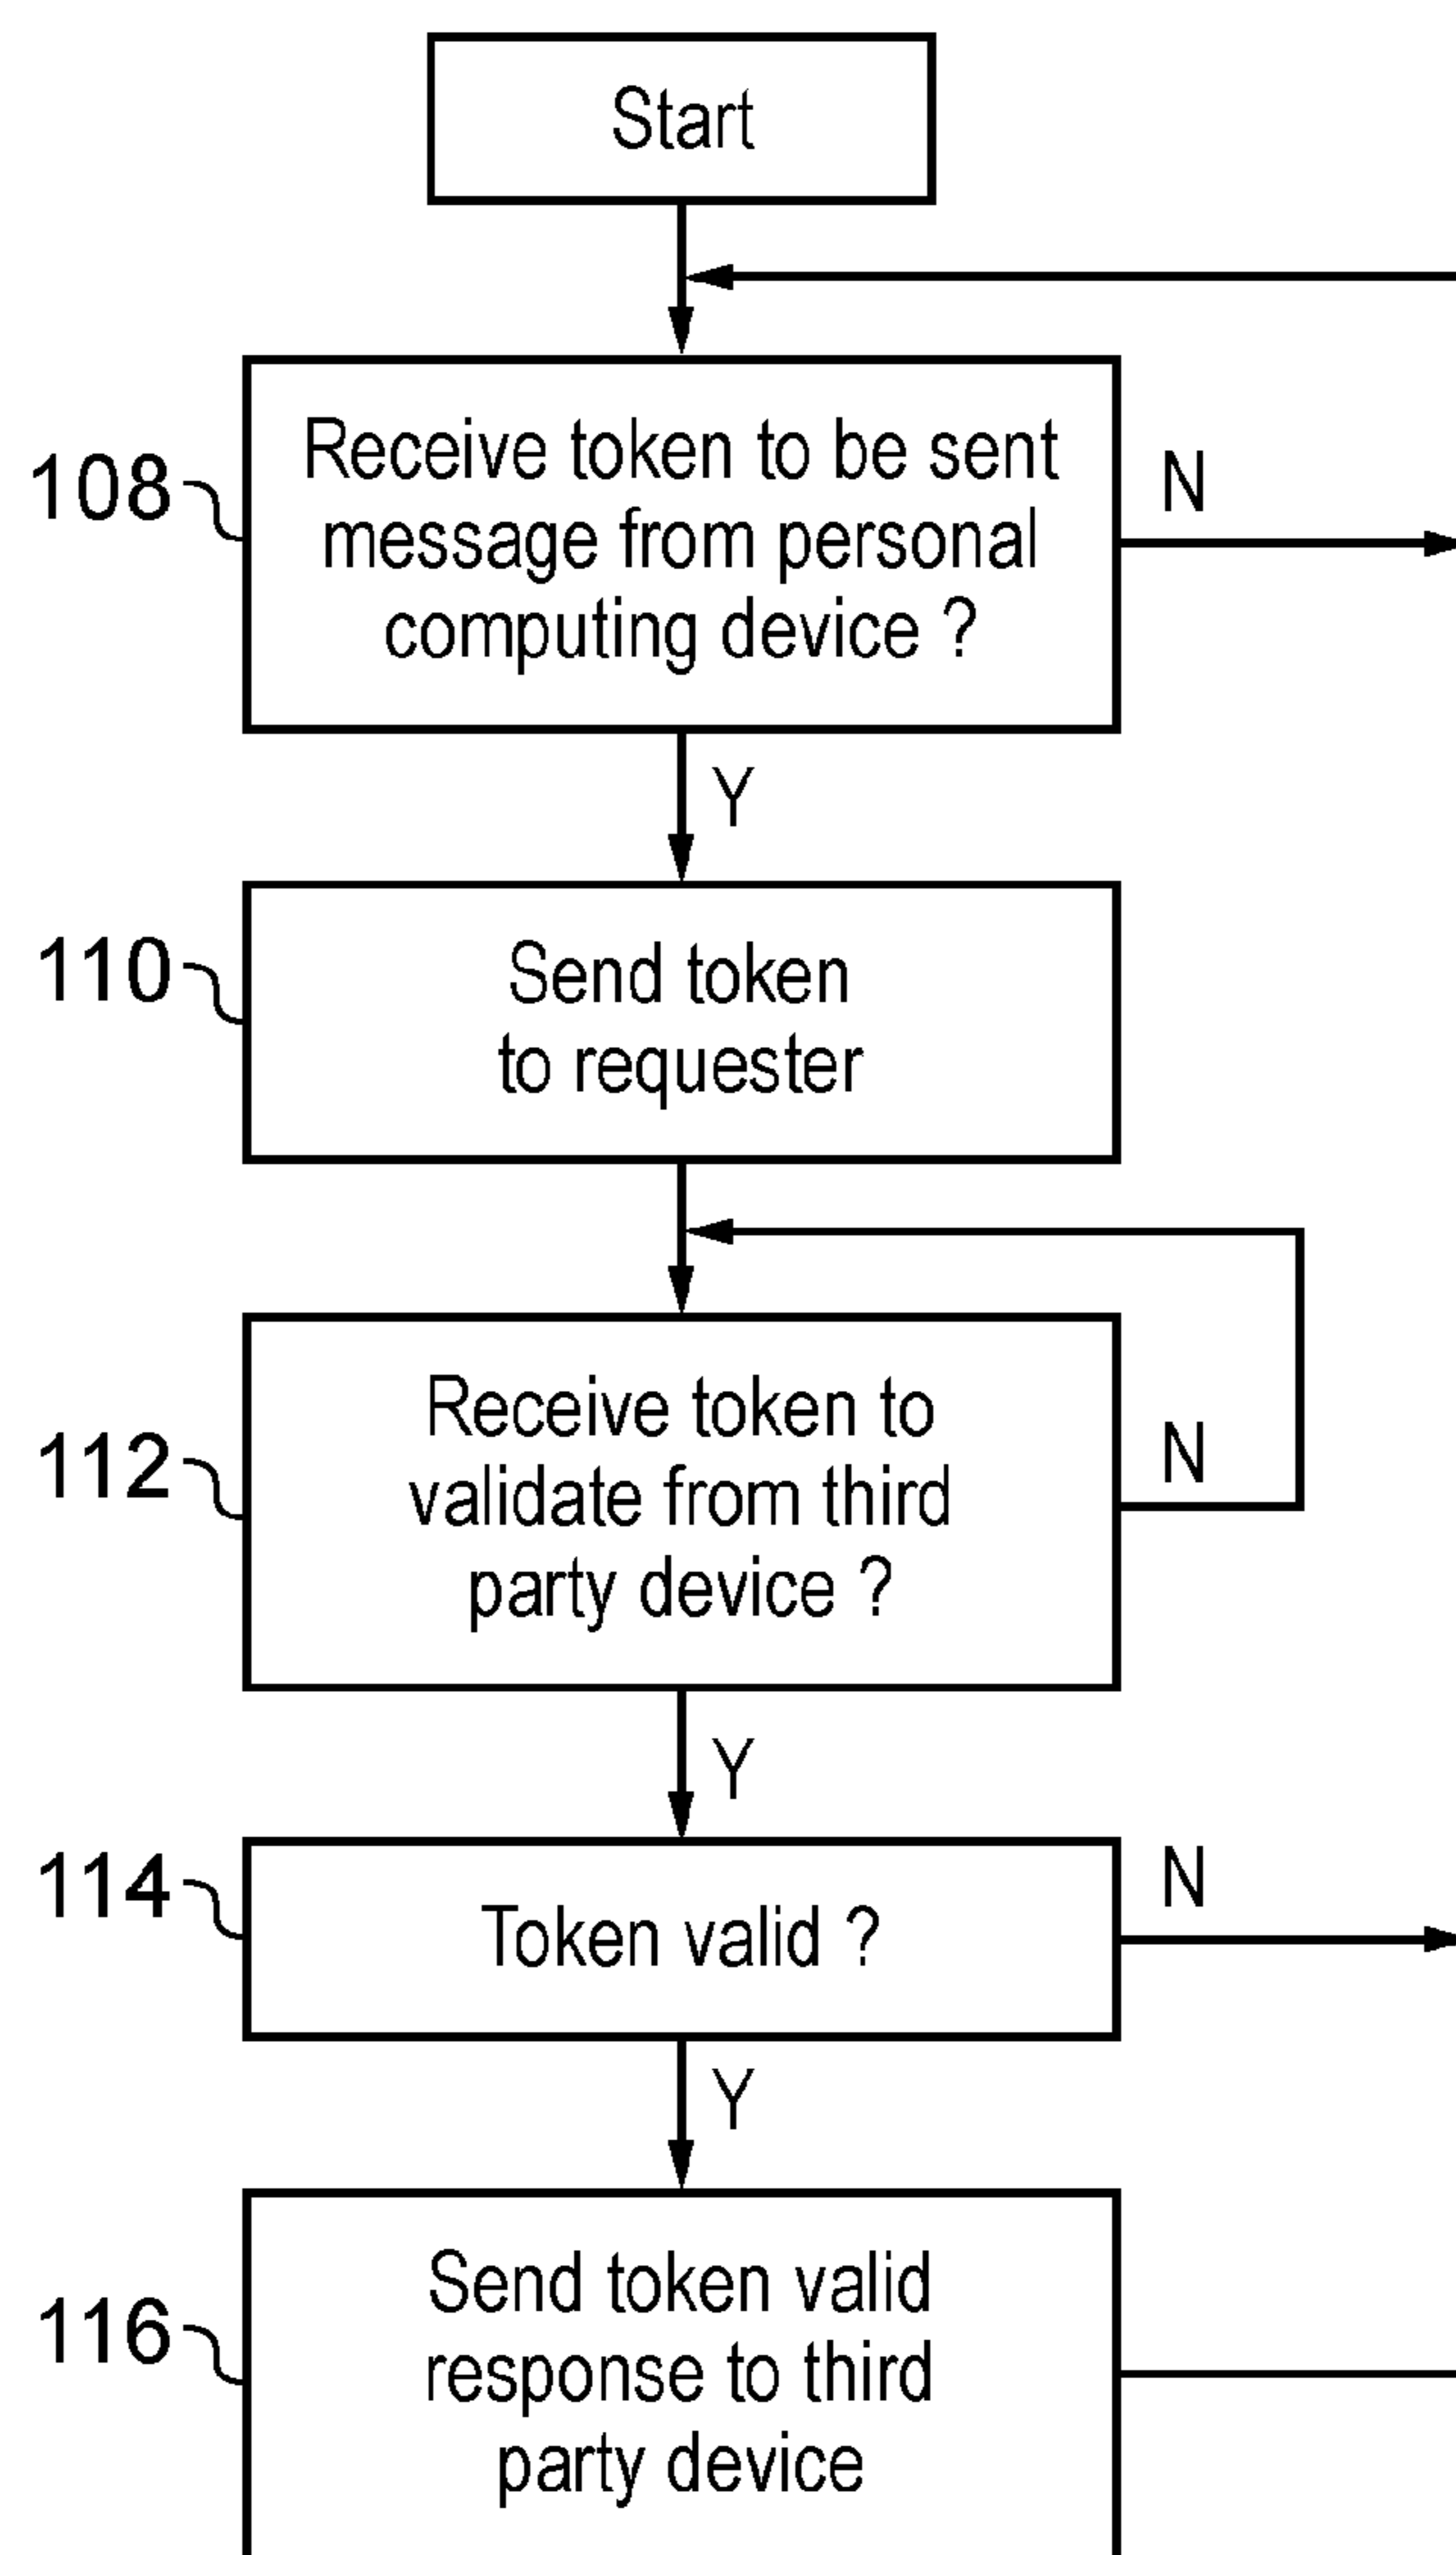 Start
108
Receive token to be sent
message from personal
computing device ?
N
Y
110
Send token
to requester
112
Receive token to
validate from third
party device ?
N
Y
114
Token valid ?
N
Y
116
Send token valid
response to third
party device